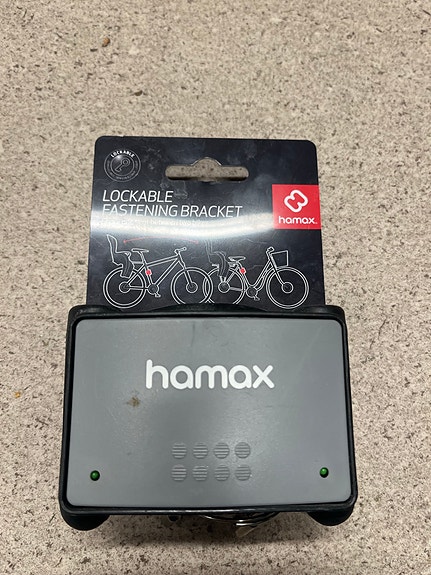 LOCKABLE
LOCKABLE
FASTENING BRACKET
hamax
hamax